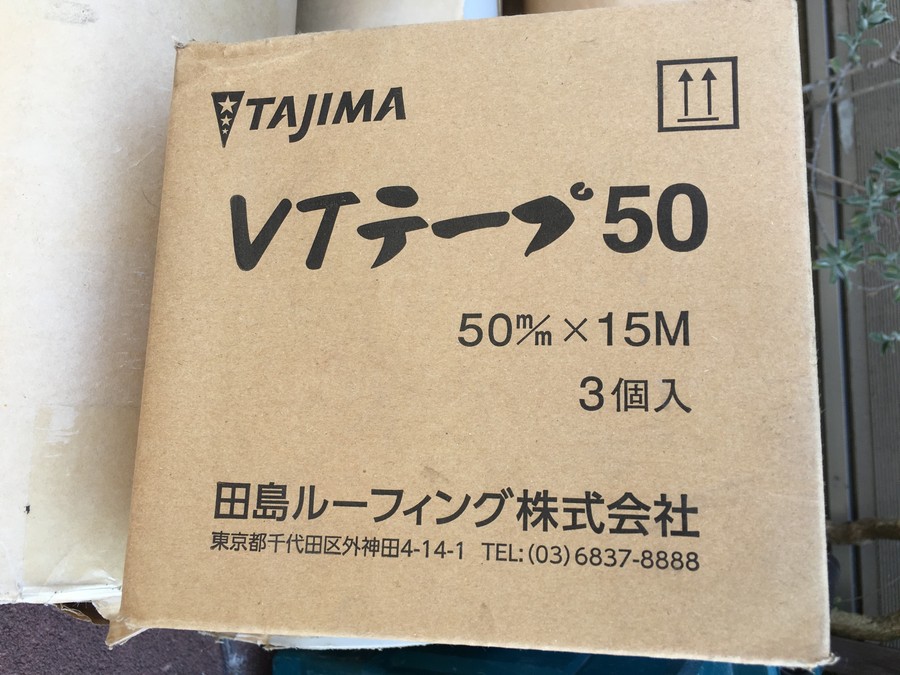 TAJIMA
VTテープ50
50㎜×15M
3個入
田島ルーフィング株式会社
東京都千代田区外神田4-14-1 TEL:(03)6837-8888